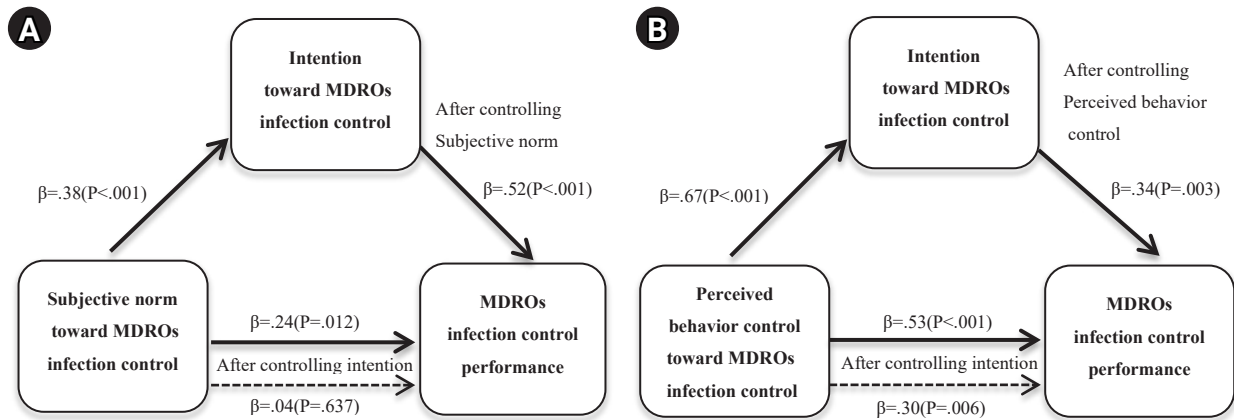 A
Intention
toward MDROs
infection control
After controlling
Subjective norm
β=.38(P<.001)
β=.52(P<.001)
Subjective norm
toward MDROs
infection control
β=.24(P=.012)
After controlling intention
β=.04(P=.637)
MDROs
infection control
performance
B
Intention
toward MDROs
infection control
After controlling
Perceived behavior
control
β=.67(P<.001)
β=.34(P=.003)
Perceived
behavior control
toward MDROs
infection control
β=.53(P<.001)
After controlling intention
β=.30(P=.006)
MDROs
infection control
performance